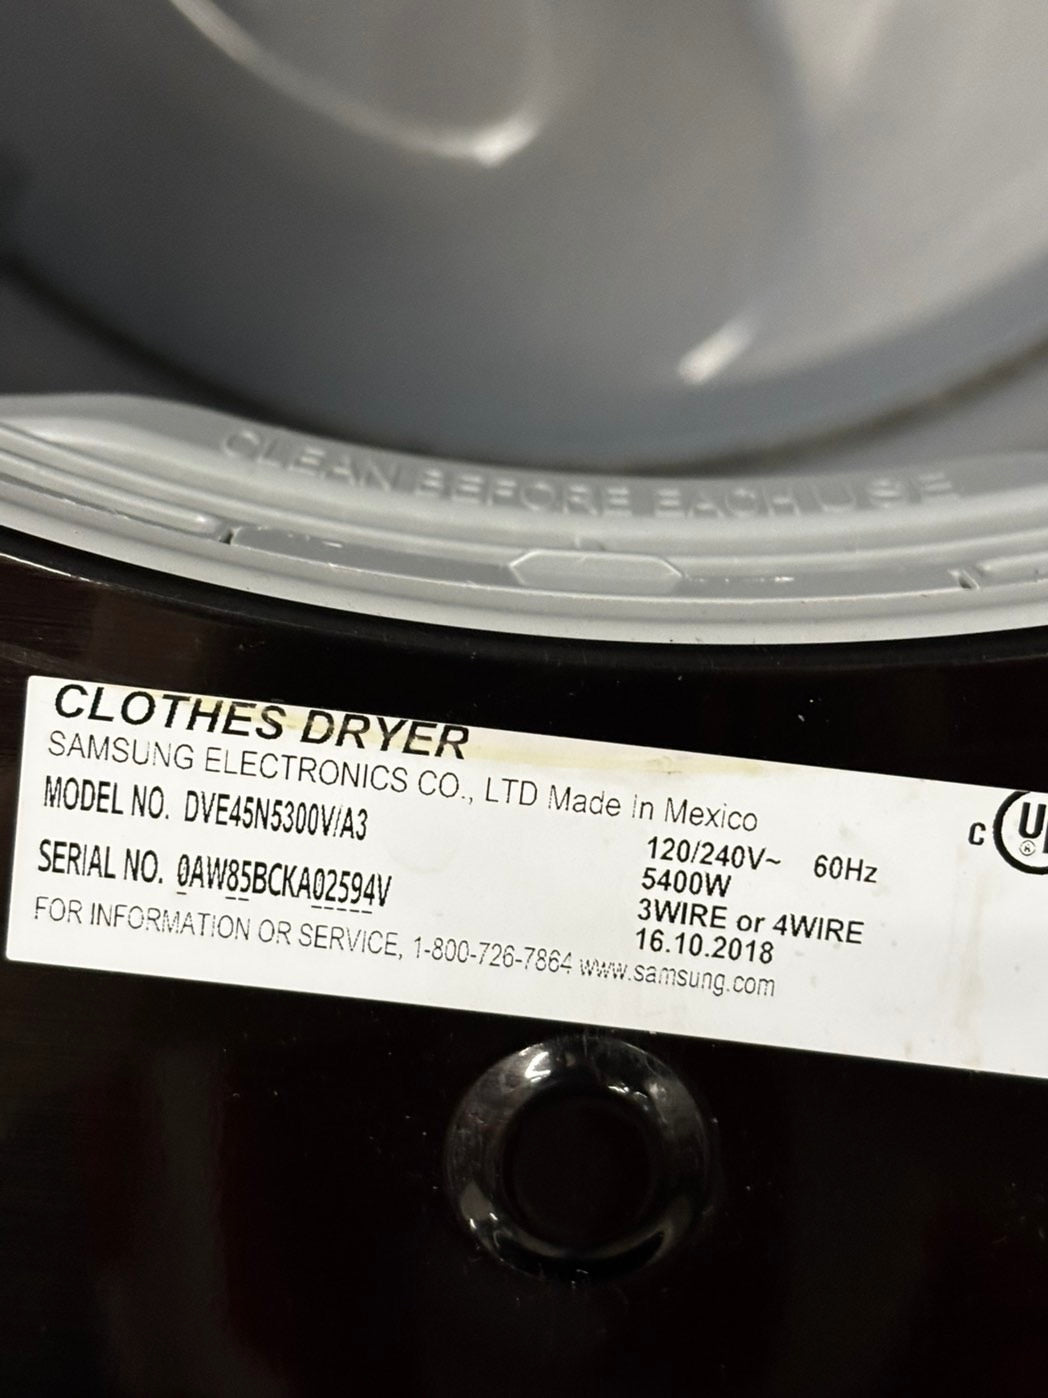 CLEAN BEFORE EACH USE
CLOTHES DRYER
SAMSUNG ELECTRONICS CO., LTD Made in Mexico
MODEL NO. DVE45N5300V/A3
SERIAL NO. 0AW85BCKA02594V
FOR INFORMATION OR SERVICE, 1-800-726-7864 www.samsung.com
120/240V~ 60Hz
5400W
3WIRE or 4WIRE
16.10.2018
C